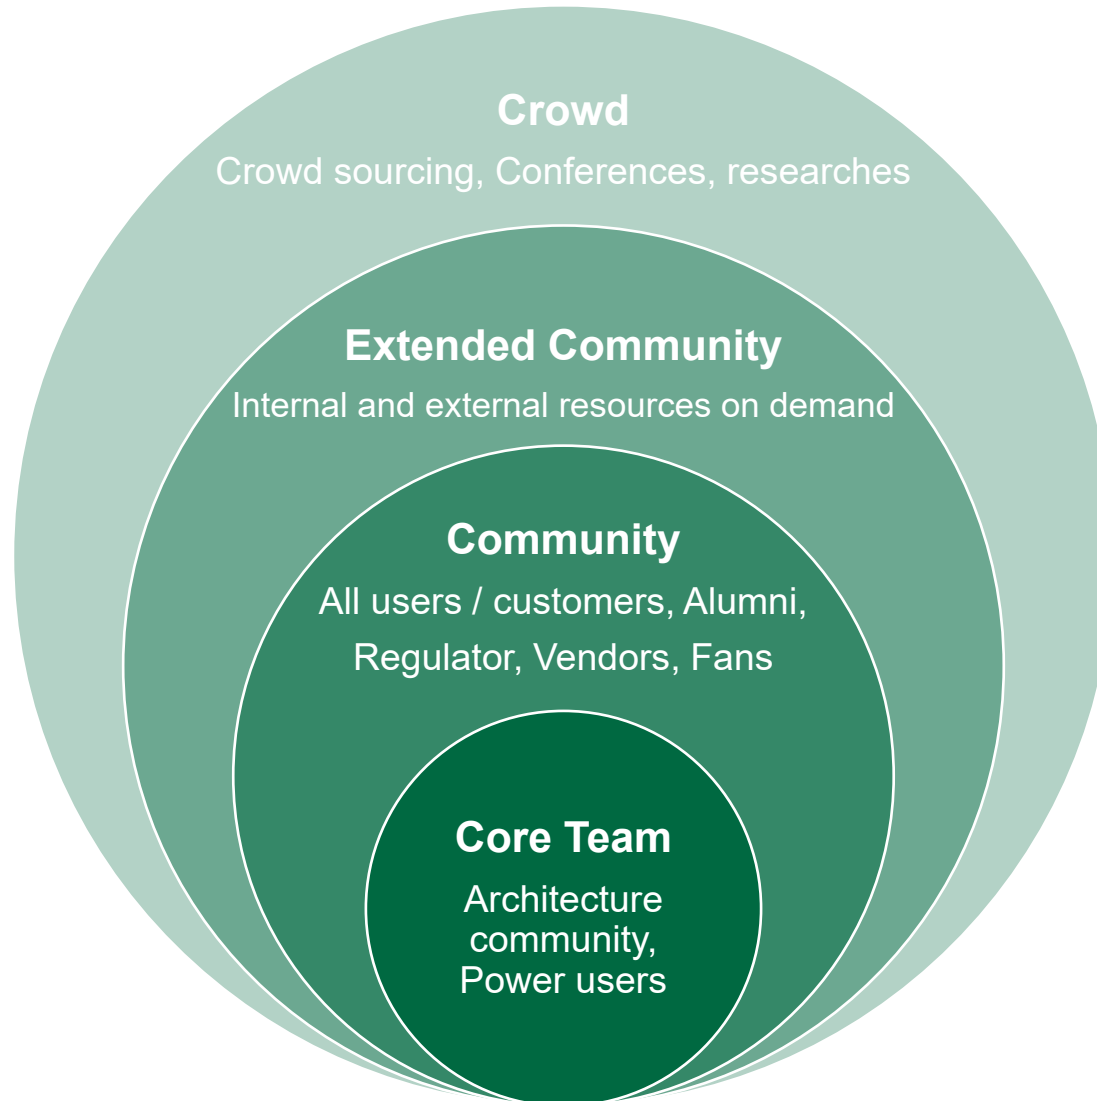 Crowd
Crowd sourcing, Conferences, researches
Extended Community
Internal and external resources on demand
Community
All users / customers, Alumni,
Regulator, Vendors, Fans
Core Team
Architecture
community,
Power users